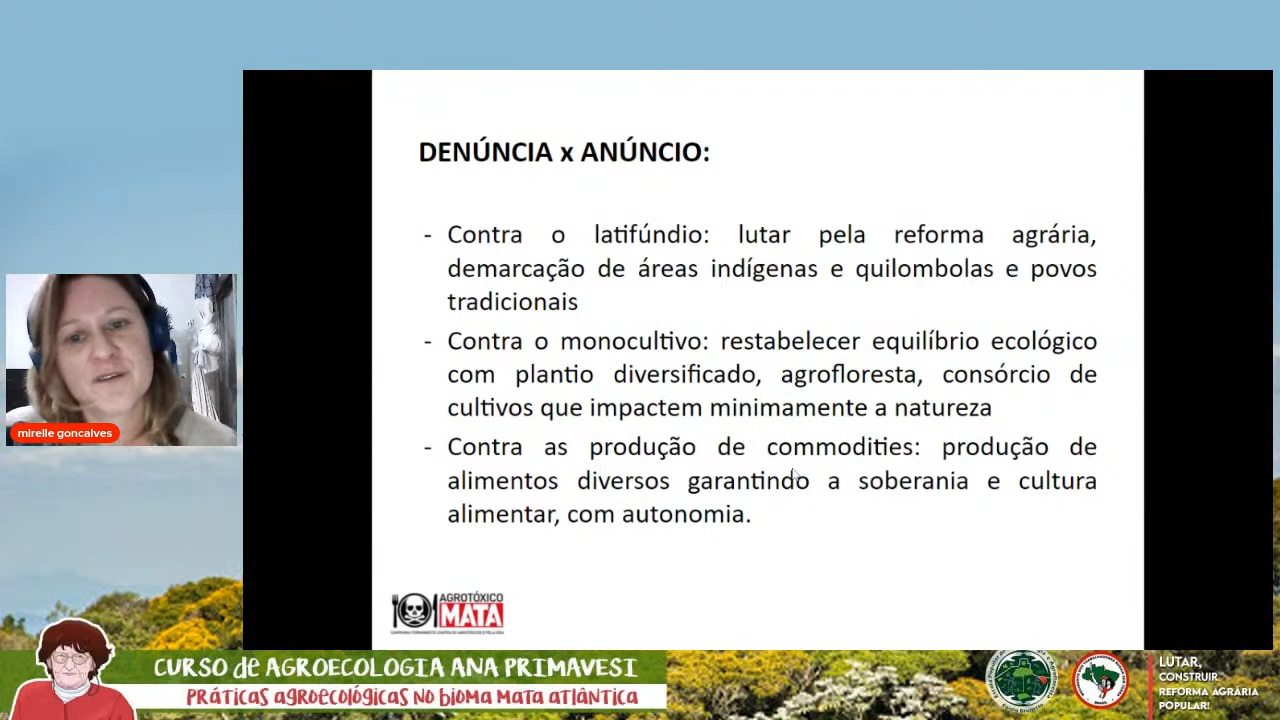 DENÚNCIA x ANÚNCIO:
- Contra o latifúndio: lutar pela reforma agrária,
demarcação de áreas indígenas e quilombolas e povos
tradicionais
- Contra o monocultivo: restabelecer equilíbrio ecológico
com plantio diversificado, agrofloresta, consórcio de
cultivos que impactem minimamente a natureza
- Contra as produção de commodities: produção de
alimentos diversos garantindo a soberania e cultura
alimentar, com autonomia.
mirelle goncalves
AGROTÓXICO
MATA
CURSO de AGROECOLOGIA ANA PRIMAVESI
PRÁTICAS AGROECOLÓGICAS NO BIOMA MATA ATLÂNTICA
LUTAR,
CONSTRUIR
REFORMA AGRÁRIA
POPULAR!